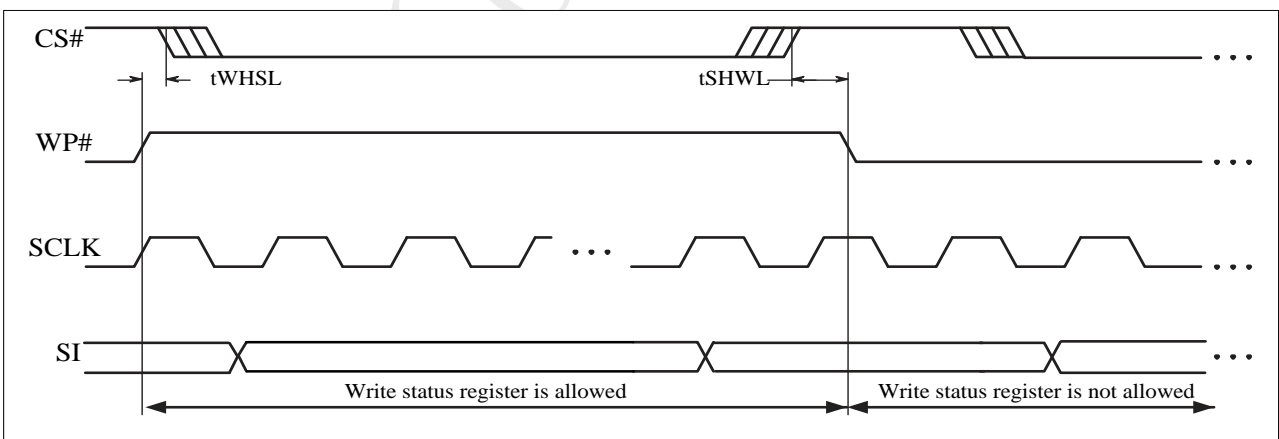 CS#
tWHSL
tSHWL
WP#
SCLK
SI
Write status register is allowed
Write status register is not allowed